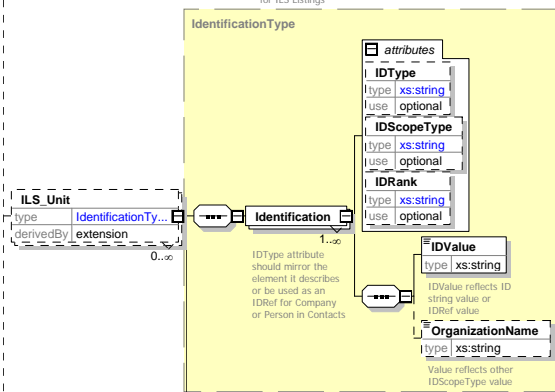 for ILS Listings
IdentificationType
attributes
IDType
type xs:string
use optional
IDScopeType
type xs:string
use optional
IDRank
type xs:string
use optional
ILS_Unit
type IdentificationTy...
derivedBy extension
0..∞
Identification
1..∞
IDType attribute
should mirror the
element it describes
or be used as an
IDRef for Company
or Person in Contacts
IDValue
type xs:string
IDValue reflects ID
string value or
IDRef value
OrganizationName
type xs:string
Value reflects other
IDScopeType value